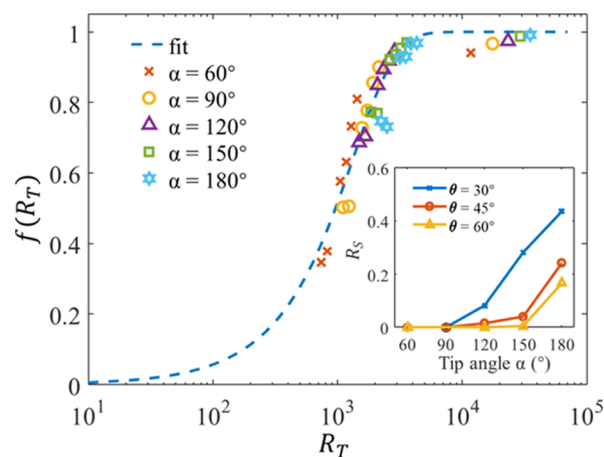 1
0.8
0.6
0.4
0.2
0
f(R_T)
fit
α = 60°
α = 90°
α = 120°
α = 150°
α = 180°
10^1
10^2
10^3
10^4
10^5
R_T
0.6
0.4
0.2
0
R_S
θ = 30°
θ = 45°
θ = 60°
60 90 120 150 180
Tip angle α (°)